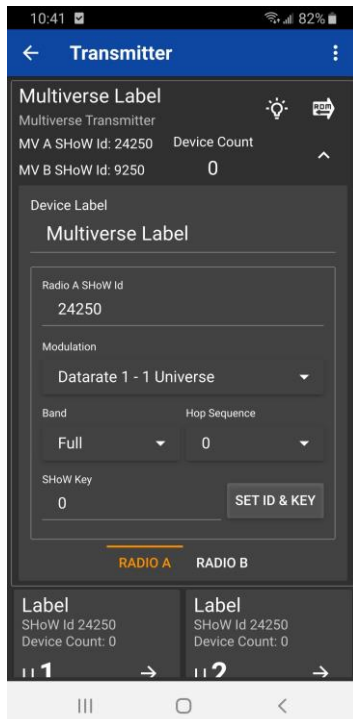 10:41 82%
Transmitter
Multiverse Label
Multiverse Transmitter
ROM
MV A SHoW Id: 24250 Device Count
MV B SHoW Id: 9250 0
Device Label
Multiverse Label
Radio A SHoW Id
24250
Modulation
Datarate 1 - 1 Universe
Band Hop Sequence
Full 0
SHoW Key
0 SET ID & KEY
RADIO A RADIO B
Label Label
SHoW Id 24250 SHoW Id 24250
Device Count: 0 Device Count: 0
U1 U2